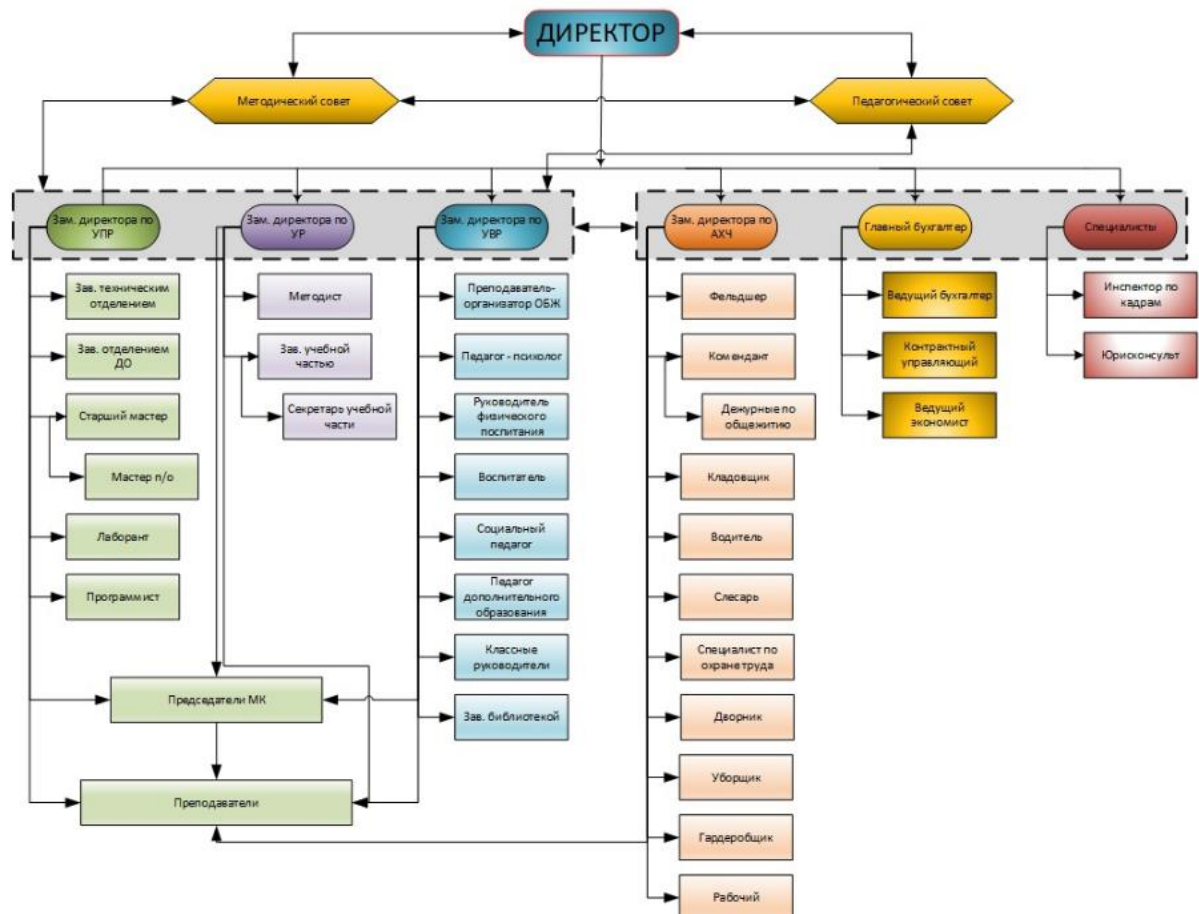 ДИРЕКТОР
Методический совет
Педагогический совет
Зам. директора по
УПР
Зам. директора по
УР
Зам. директора по
УВР
Зам. директора по
АХЧ
Главный бухгалтер
Специалисты
Зав. техническим
отделением
Зав. отделением
ДО
Старший мастер
Мастер п/о
Лаборант
Программист
Методист
Зав. учебной
частью
Секретарь учебной
части
Преподаватель-
организатор ОБЖ
Педагог - психолог
Руководитель
физического
поспитания
Воспитатель
Социальный
педагог
Педагог
дополнительного
образования
Классные
руководители
Зав. библиотекой
Председатели МК
Преподаватели
Фельдшер
Комендант
Дежурные по
общежитию
Кладовщик
Водитель
Слесарь
Специалист по
охране труда
Дворник
Уборщик
Гардеробщик
Рабочий
Ведущий бухгалтер
Контрактный
управляющий
Ведущий
экономист
Инспектор по
кадрам
Юрисконсульт